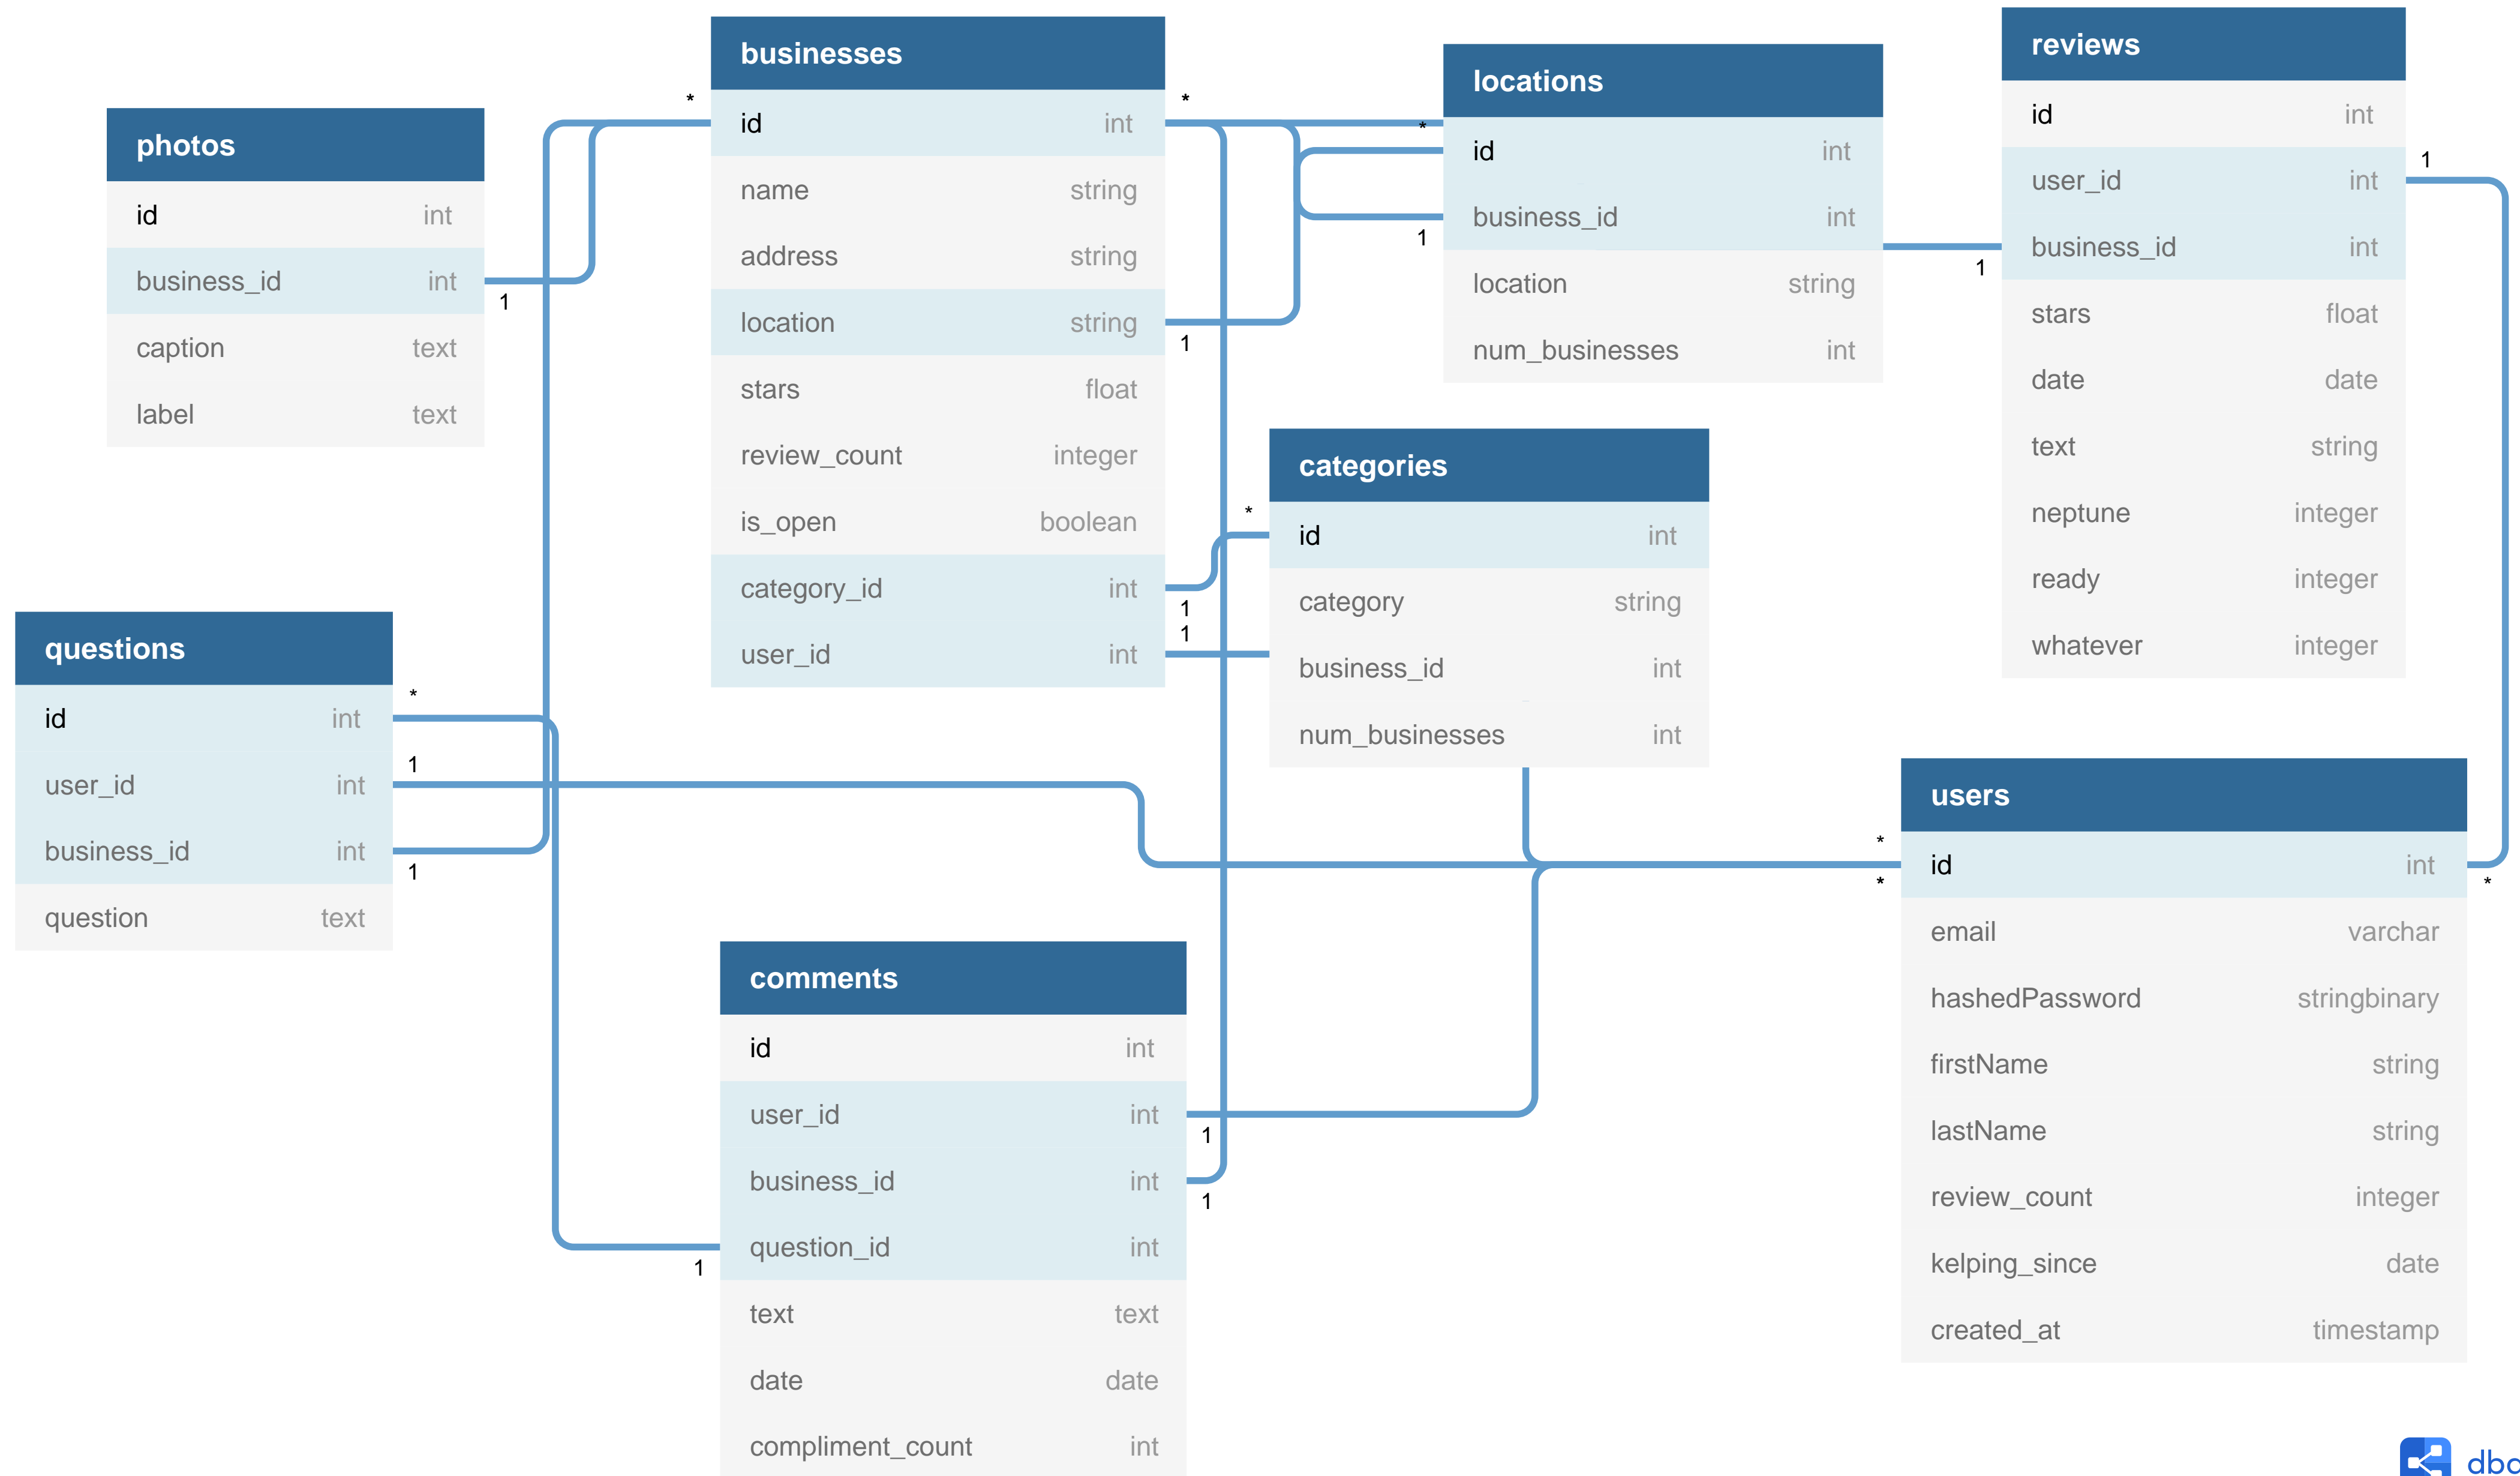 businesses
* id int *
name string
address string
location string
1
stars float
review_count integer
is_open boolean
category_id int
1
1
user_id int
photos
id int
business_id int
1
caption text
label text
locations
*
id int
business_id int
1
location string
num_businesses int
reviews
id int
1
user_id int
business_id int
1
stars float
date date
text string
neptune integer
ready integer
whatever integer
categories
*
id int
category string
business_id int
num_businesses int
questions
*
id int
1
user_id int
business_id int
1
question text
users
*
id int
*
*
email varchar
hashedPassword stringbinary
firstName string
lastName string
review_count integer
kelping_since date
created_at timestamp
comments
id int
user_id int
1
business_id int
1
question_id int
1
text text
date date
compliment_count int